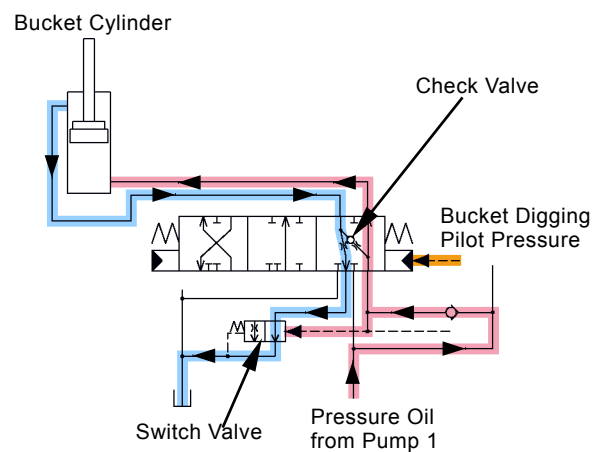 Bucket Cylinder
Check Valve
Bucket Digging
Pilot Pressure
Switch Valve
Pressure Oil
from Pump 1